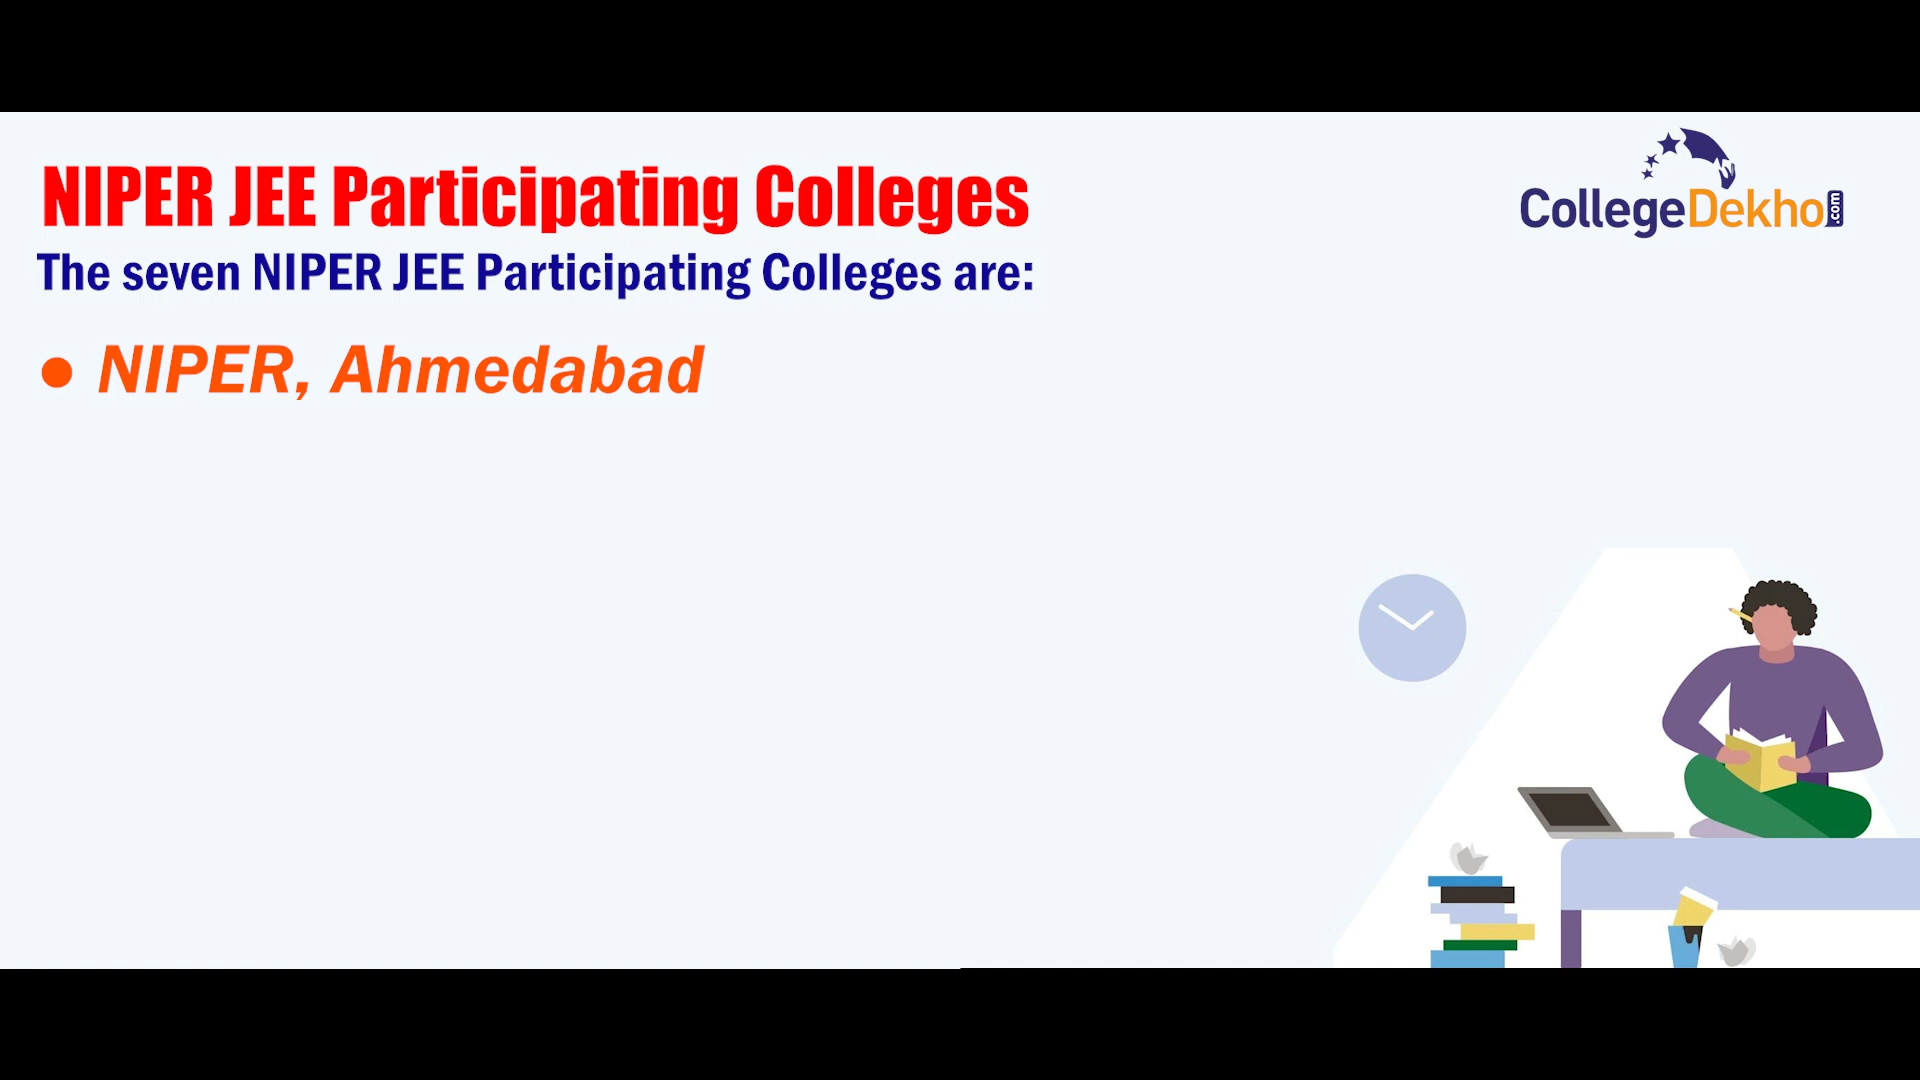 NIPER JEE Participating Colleges
CollegeDekho.com
The seven NIPER JEE Participating Colleges are:
● NIPER, Ahmedabad